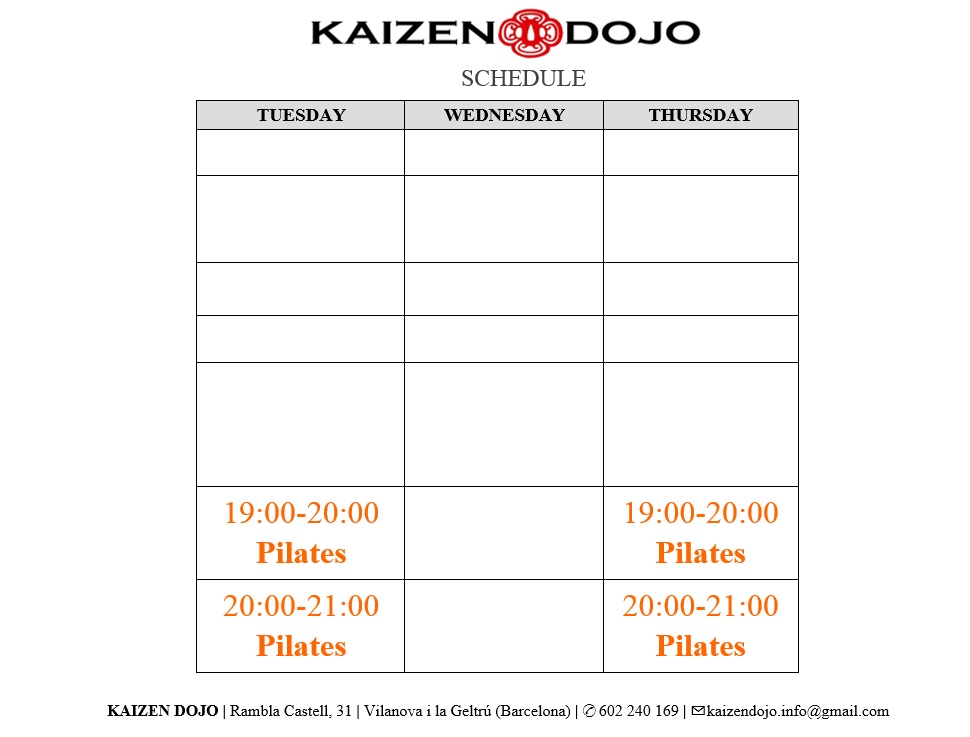 KAIZEN DOJO
SCHEDULE
TUESDAY WEDNESDAY THURSDAY
19:00-20:00 19:00-20:00
Pilates Pilates
20:00-21:00 20:00-21:00
Pilates Pilates
KAIZEN DOJO | Rambla Castell, 31 | Vilanova i la Geltrú (Barcelona) | ✆ 602 240 169 | ✉kaizendojo.info@gmail.com